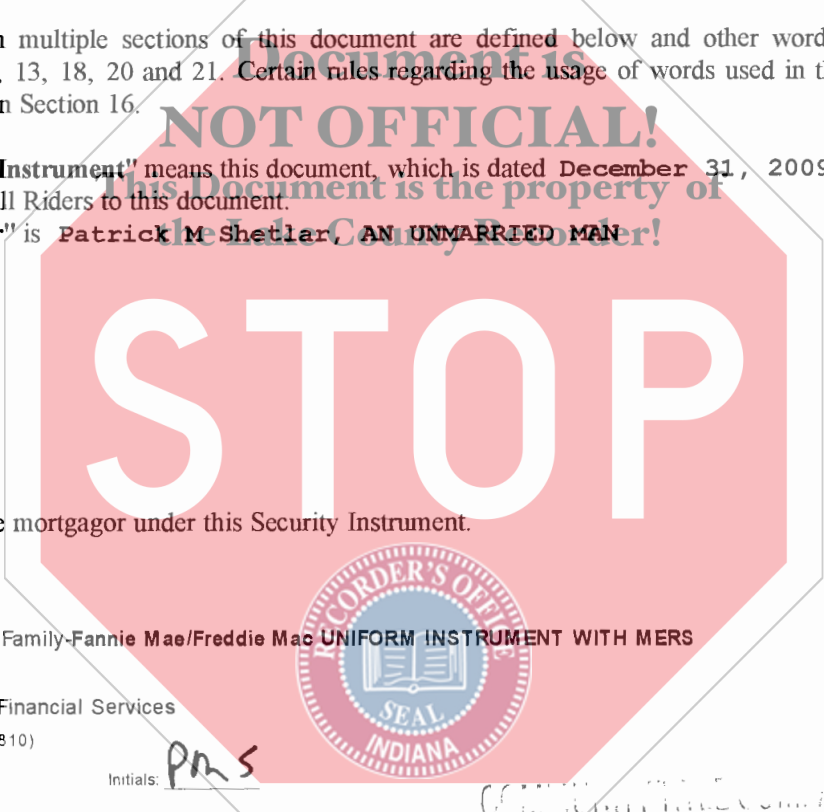 multiple sections of this document are defined below and other word
Document is
, 13, 18, 20 and 21. Certain rules regarding the usage of words used in t
n Section 16.
NOT OFFICIAL!
Instrument" means this document, which is dated December 31, 2009
This Document is the property of
ll Riders to this document.
" is Patrick M Shetlar, AN UNMARRIED MAN
the Lake County Recorder!
STOP
e mortgagor under this Security Instrument.
RECORDER'S OFFICE
Family-Fannie Mae/Freddie Mac UNIFORM INSTRUMENT WITH MERS
Financial Services
SEAL
810)
INDIANA
Initials: PMS